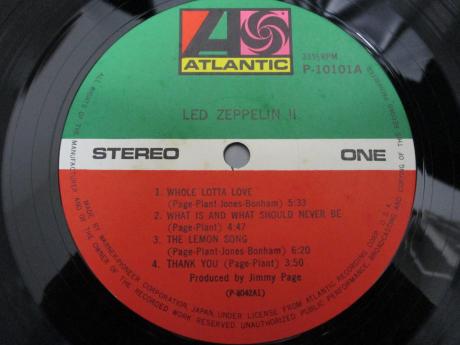 ATLANTIC
33⅓RPM
P-10101A
LED ZEPPELIN II
STEREO
ONE
1. WHOLE LOTTA LOVE
(Page-Plant-Jones-Bonham) 5:33
2. WHAT IS AND WHAT SHOULD NEVER BE
(Page-Plant) 4:47
3. THE LEMON SONG
(Page-Plant-Jones-Bonham) 6:20
4. THANK YOU (Page-Plant) 3:50
Produced by Jimmy Page
(P-8042A1)
MADE BY WARNER-PIONEER CORPORATION, JAPAN, UNDER LICENSE FROM ATLANTIC RECORDING CORP. U.S.A.
ALL RIGHTS OF THE MANUFACTURER AND OF THE OWNER OF THE RECORDED WORK RESERVED. UNAUTHORIZED PUBLIC PERFORMANCE, BROADCASTING AND COPYING OF THIS RECORD PROHIBITED